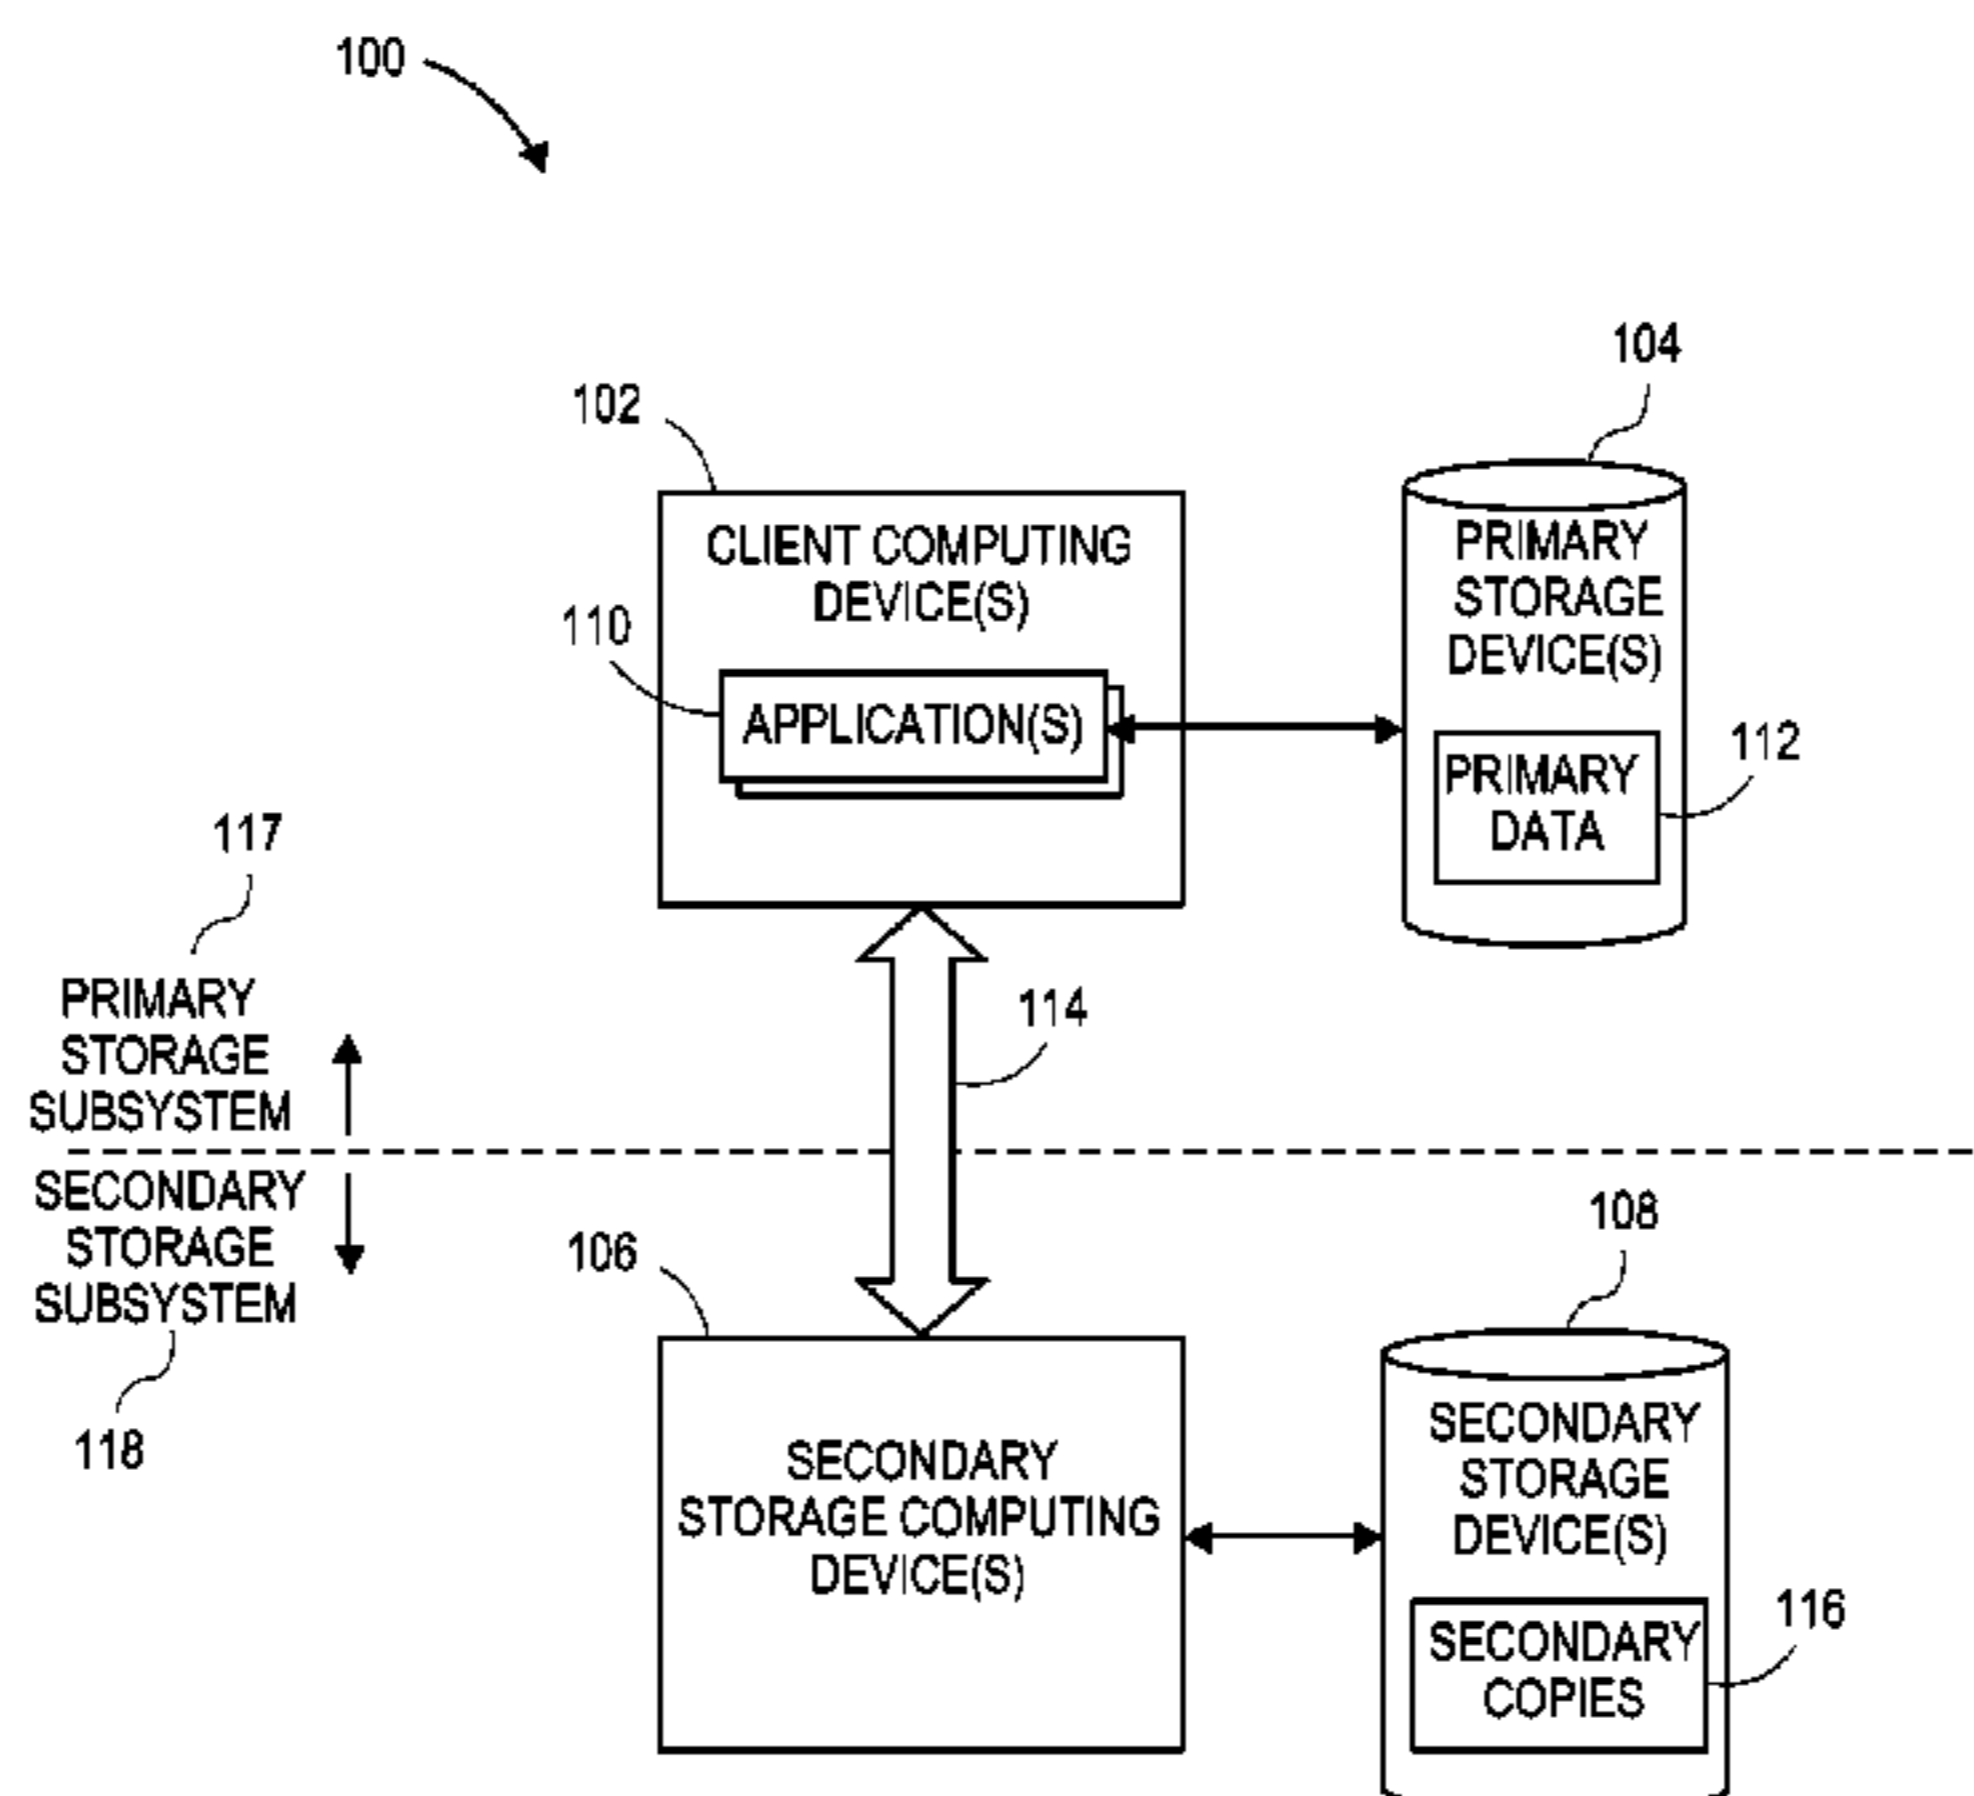 100
104
102
CLIENT COMPUTING
DEVICE(S)
110
APPLICATION(S)
PRIMARY
STORAGE
DEVICE(S)
PRIMARY
DATA
112
117
PRIMARY
STORAGE
SUBSYSTEM
114
SECONDARY
STORAGE
SUBSYSTEM
118
106
SECONDARY
STORAGE COMPUTING
DEVICE(S)
108
SECONDARY
STORAGE
DEVICE(S)
SECONDARY
COPIES
116